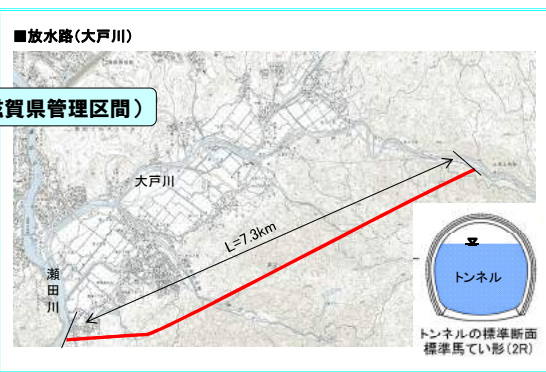 ■放水路(大戸川)
賀県管理区間)
大戸川
L=7.3km
瀬田川
トンネル
トンネルの標準断面
標準馬てい形(2R)